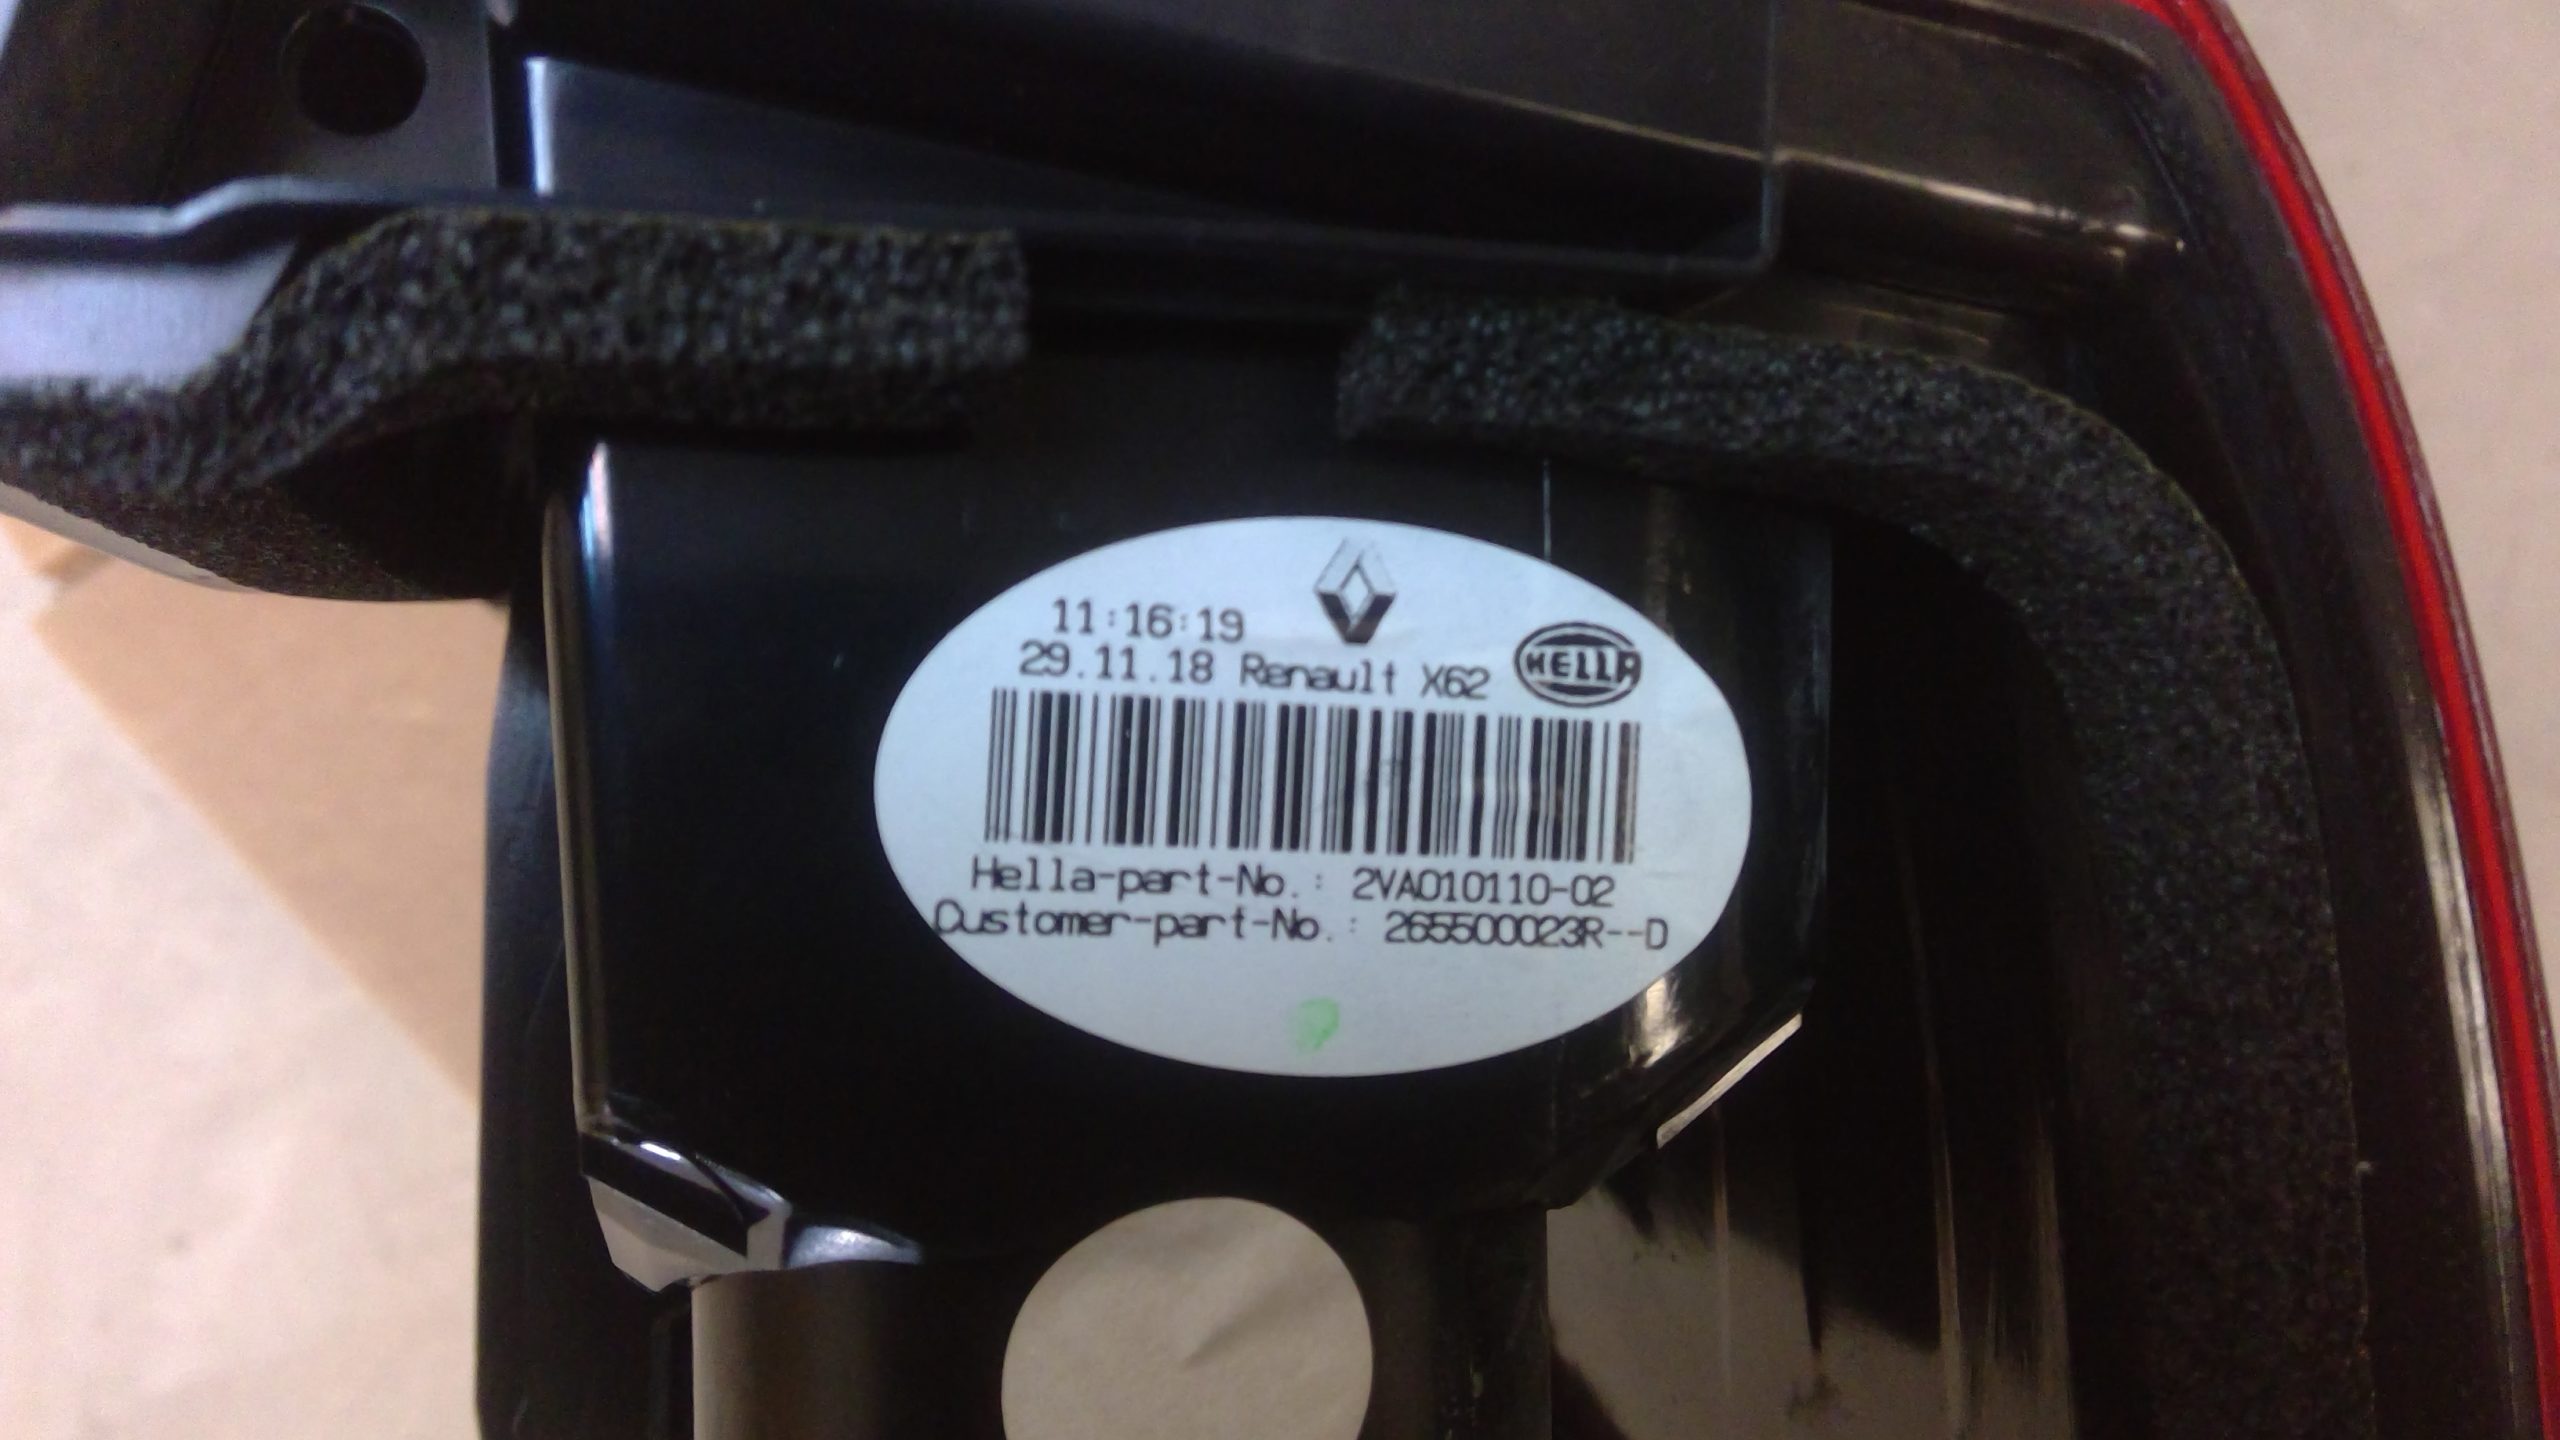 11:16:19
29.11.18 Renault X62
HELLA
Hella-part-No.: 2VA010110-02
Customer-part-No.: 265500023R--D